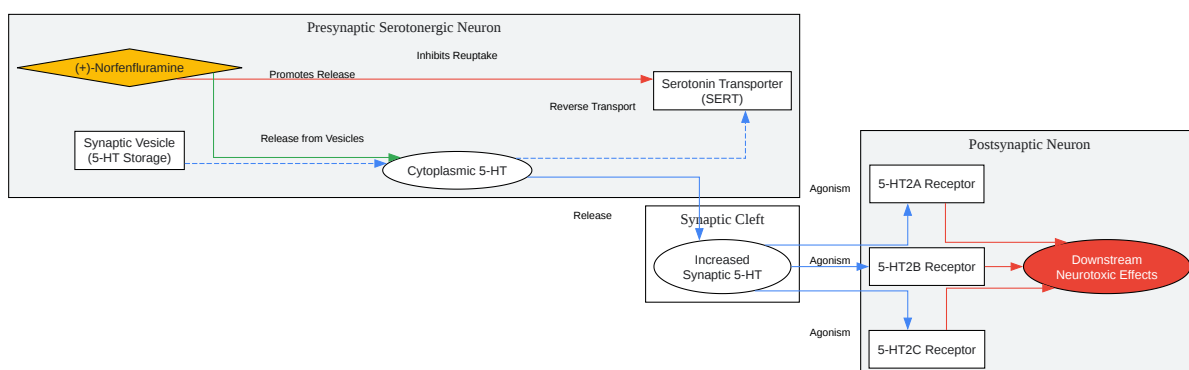 Presynaptic Serotonergic Neuron
Inhibits Reuptake
(+)-Norfenfluramine
Promotes Release
Serotonin Transporter
(SERT)
Reverse Transport
Synaptic Vesicle
(5-HT Storage)
Release from Vesicles
Cytoplasmic 5-HT
Release
Synaptic Cleft
Increased
Synaptic 5-HT
Postsynaptic Neuron
Agonism
5-HT2A Receptor
Agonism
5-HT2B Receptor
Agonism
5-HT2C Receptor
Downstream
Neurotoxic Effects